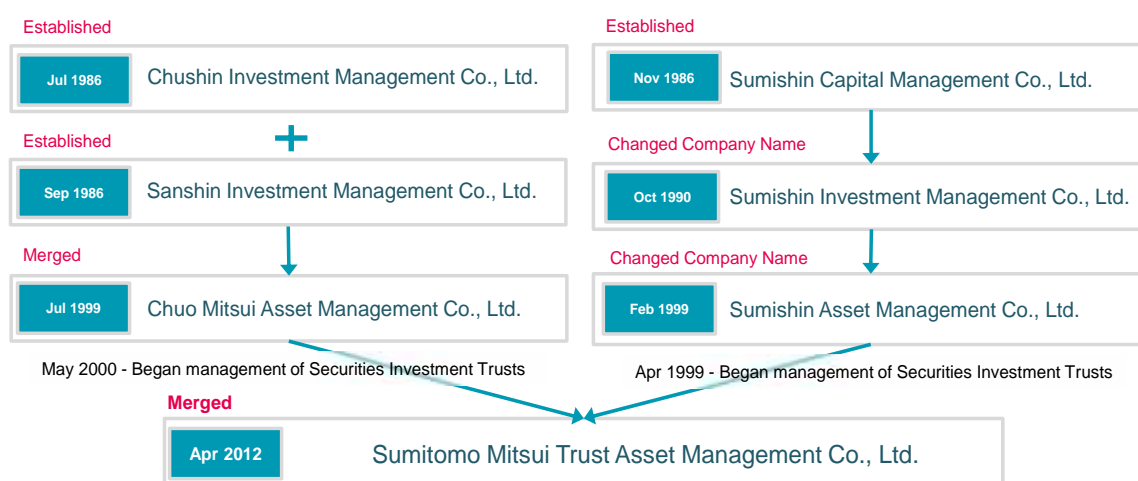 Established
Jul 1986
Chushin Investment Management Co., Ltd.
Established
Sep 1986
Sanshin Investment Management Co., Ltd.
Merged
Jul 1999
Chuo Mitsui Asset Management Co., Ltd.
May 2000 - Began management of Securities Investment Trusts
Established
Nov 1986
Sumishin Capital Management Co., Ltd.
Changed Company Name
Oct 1990
Sumishin Investment Management Co., Ltd.
Changed Company Name
Feb 1999
Sumishin Asset Management Co., Ltd.
Apr 1999 - Began management of Securities Investment Trusts
Merged
Apr 2012
Sumitomo Mitsui Trust Asset Management Co., Ltd.